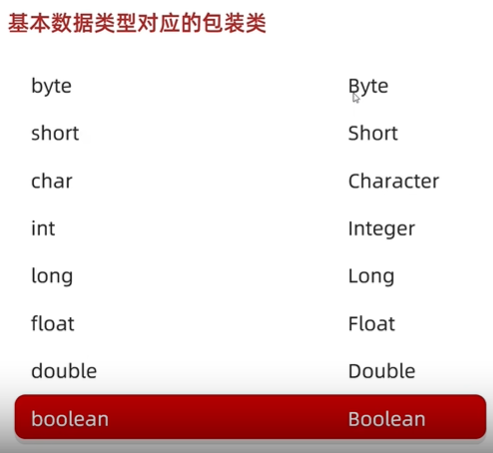 基本数据类型对应的包装类
byte Byte
short Short
char Character
int Integer
long Long
float Float
double Double
boolean Boolean